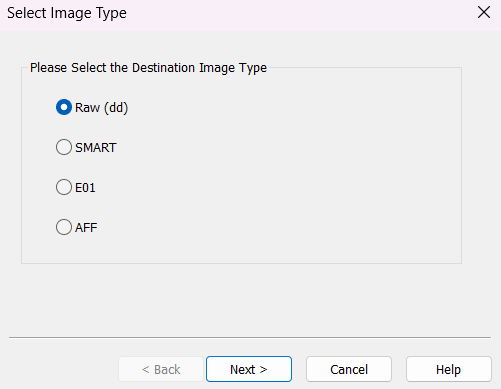 Select Image Type
Please Select the Destination Image Type
Raw (dd)
SMART
E01
AFF
< Back Next > Cancel Help